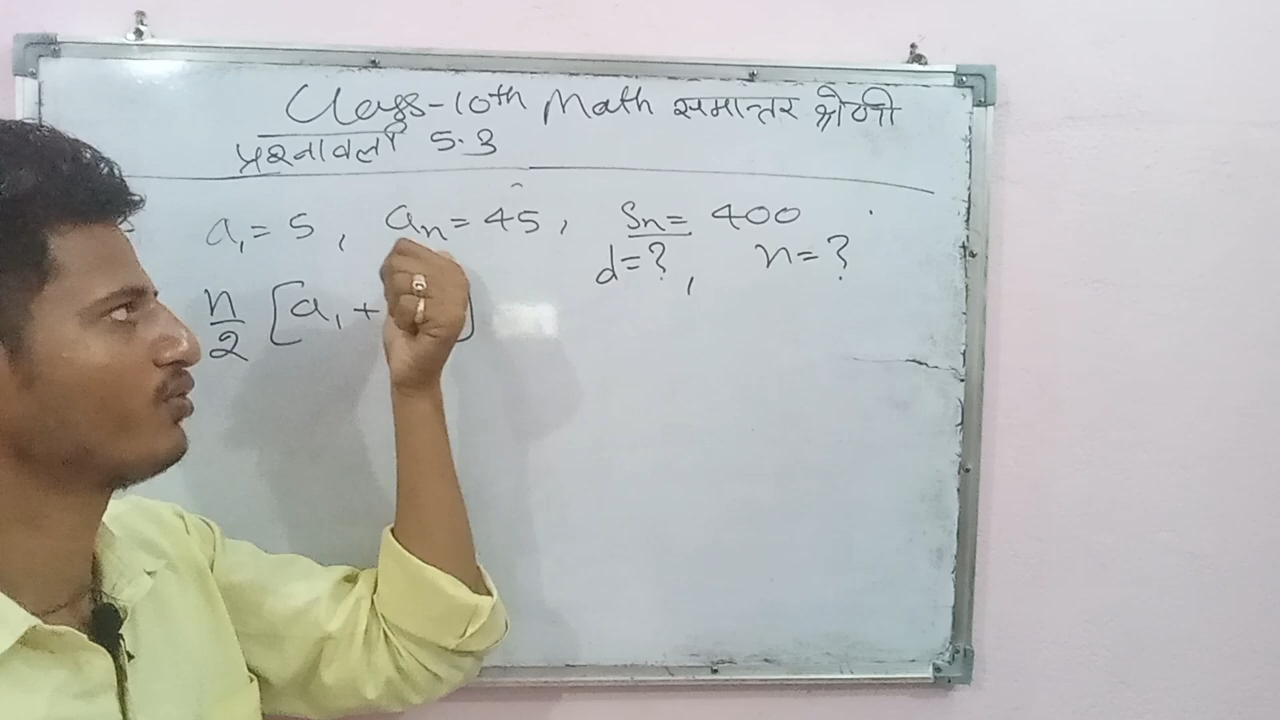 Class-10th Math समान्तर श्रेणी
प्रश्नावली 5.3
a₁ = 5, aₙ = 45, Sₙ = 400
d = ?, n = ?
n/2 [a₁ + ]